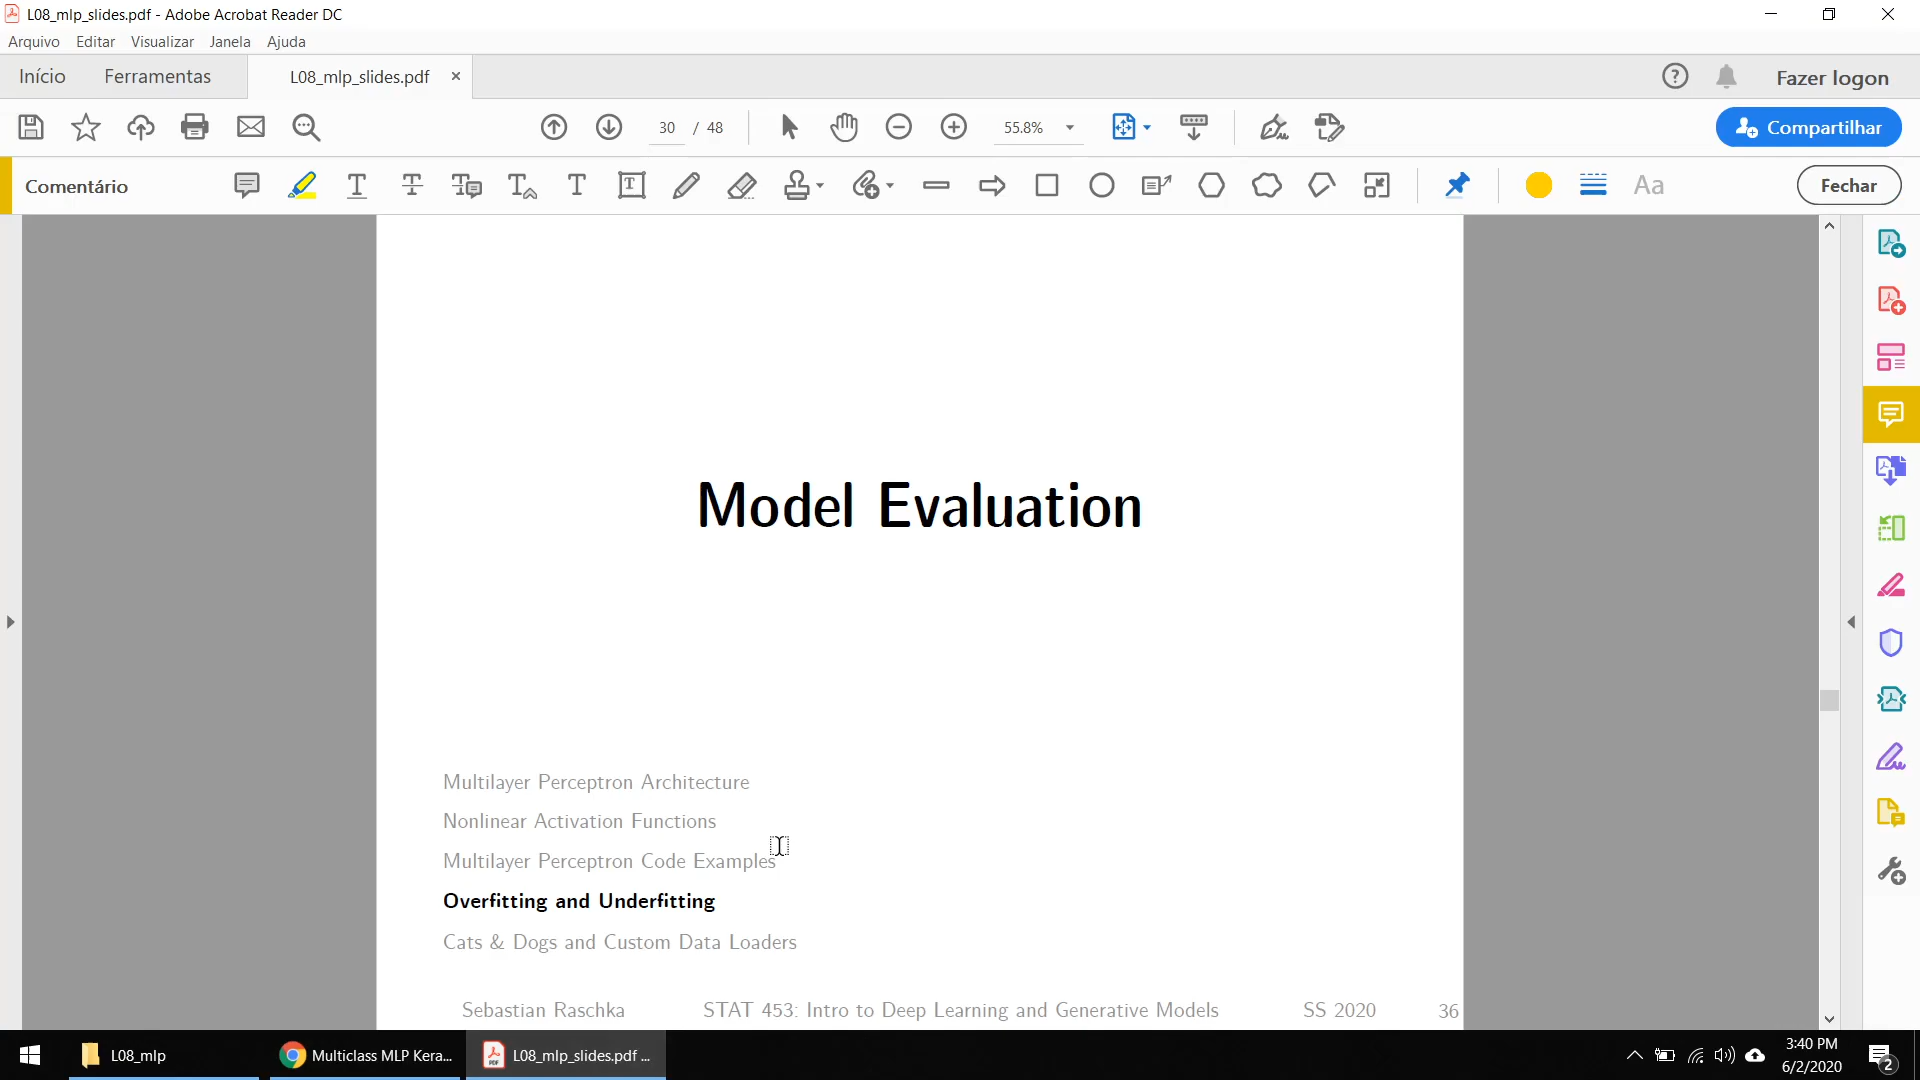 L08_mlp_slides.pdf - Adobe Acrobat Reader DC
Arquivo Editar Visualizar Janela Ajuda
Início Ferramentas L08_mlp_slides.pdf
Fazer logon
30 / 48 55.8%
Compartilhar
Comentário
Aa
Fechar
Model Evaluation
Multilayer Perceptron Architecture
Nonlinear Activation Functions
Multilayer Perceptron Code Examples
Overfitting and Underfitting
Cats & Dogs and Custom Data Loaders
Sebastian Raschka STAT 453: Intro to Deep Learning and Generative Models SS 2020 36
L08_mlp Multiclass MLP Kera... L08_mlp_slides.pdf ...
3:40 PM
6/2/2020
2